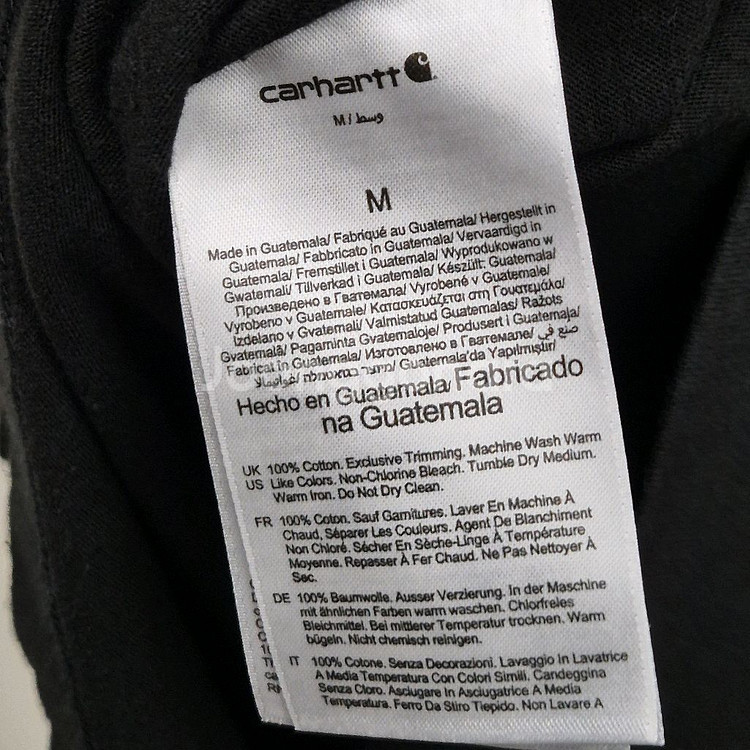 carhartt
M / وسط
M
Made in Guatemala/ Fabriqué au Guatemala/ Hergestellt in
Guatemala/ Fabbricato in Guatemala/ Vervaardigd in
Guatemala/ Fremstillet i Guatemala/ Wyprodukowano w
Gwatemali/ Tillverkad i Guatemala/ Készült: Guatemala/
Произведено в Гватемала/ Vyrobené v Guatemale/
Vyrobeno v Guatemale/ Κατασκευάζεται στη Γουατεμάλα/
Izdelano v Gvatemali/ Valmistatud Guatemalas/ Ražots
Gvatemalā/ Pagaminta Gvatemaloje/ Produsert i Guatemala/
Fabricat în Guatemala/ Изготовлено в Гватемале/ صنع في
غواتيمالا/ מיוצר בגואטמלה/ Guatemala'da Yapılmıştır/
Hecho en Guatemala/ Fabricado
na Guatemala
UK 100% Cotton. Exclusive Trimming. Machine Wash Warm
US Like Colors. Non-Chlorine Bleach. Tumble Dry Medium.
Warm Iron. Do Not Dry Clean.
FR 100% Coton. Sauf Garnitures. Laver En Machine À
Chaud, Séparer Les Couleurs. Agent De Blanchiment
Non Chloré. Sécher En Sèche-Linge À Température
Moyenne. Repasser À Fer Chaud. Ne Pas Nettoyer À
Sec.
DE 100% Baumwolle. Ausser Verzierung. In der Maschine
mit ähnlichen Farben warm waschen. Chlorfreies
Bleichmittel. Bei mittlerer Temperatur trocknen. Warm
bügeln. Nicht chemisch reinigen.
IT 100% Cotone. Senza Decorazioni. Lavaggio In Lavatrice
A Media Temperatura Con Colori Simili. Candeggina
Senza Cloro. Asciugare In Asciugatrice A Media
Temperatura. Ferro Da Stiro Tiepido. Non Lavare A